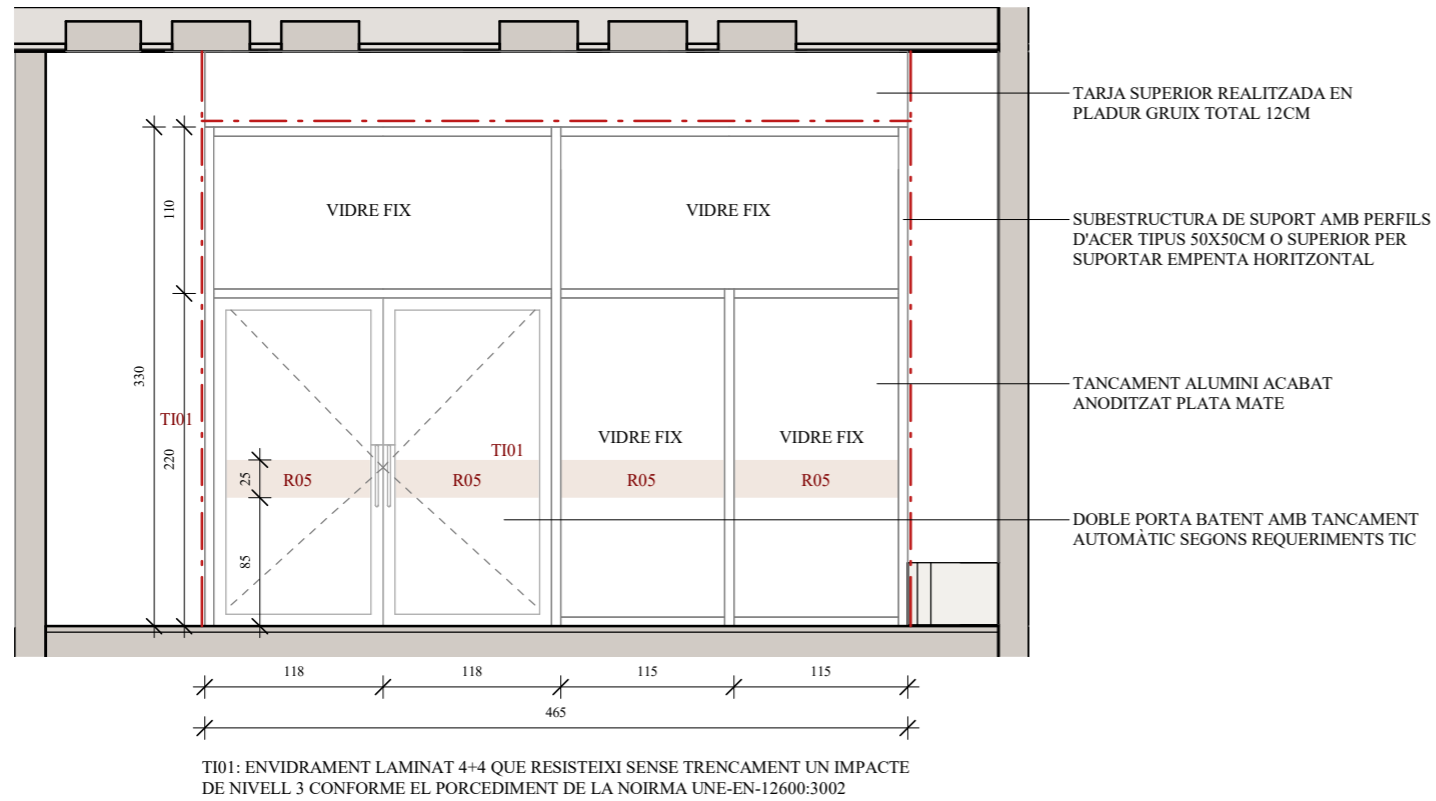 TARJA SUPERIOR REALITZADA EN
PLADUR GRUIX TOTAL 12CM
VIDRE FIX
VIDRE FIX
110
SUBESTRUCTURA DE SUPORT AMB PERFILS
D'ACER TIPUS 50X50CM O SUPERIOR PER
SUPORTAR EMPENTA HORITZONTAL
330
TI01
220
TANCAMENT ALUMINI ACABAT
ANODITZAT PLATA MATE
VIDRE FIX
VIDRE FIX
TI01
25
R05
R05
R05
R05
85
DOBLE PORTA BATENT AMB TANCAMENT
AUTOMÀTIC SEGONS REQUERIMENTS TIC
118
118
115
115
465
TI01: ENVIDRAMENT LAMINAT 4+4 QUE RESISTEIXI SENSE TRENCAMENT UN IMPACTE
DE NIVELL 3 CONFORME EL PORCEDIMENT DE LA NOIRMA UNE-EN-12600:3002